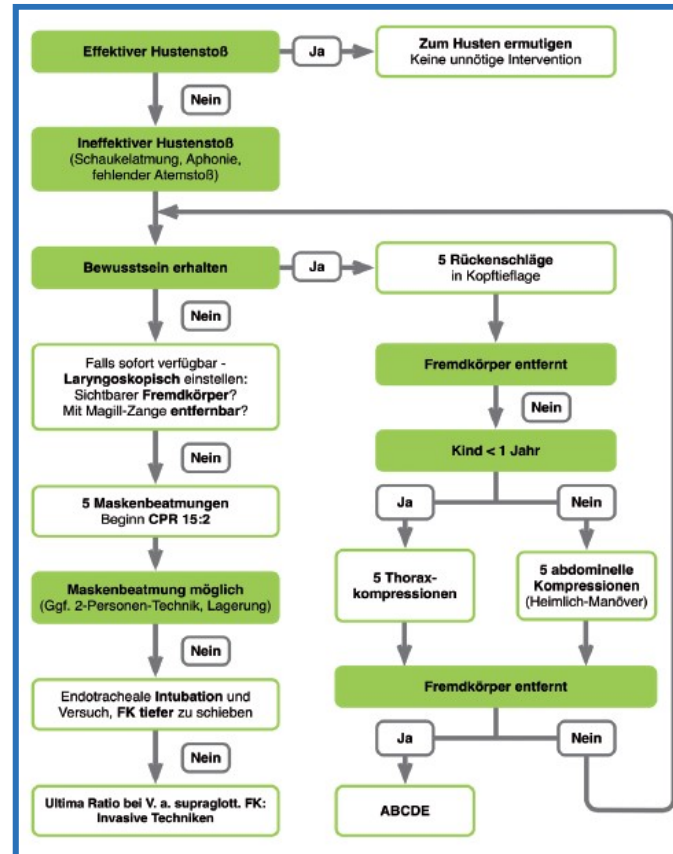 Effektiver Hustenstoß
Ja
Zum Husten ermutigen
Keine unnötige Intervention
Nein
Ineffektiver Hustenstoß
(Schaukelatmung, Aphonie,
fehlender Atemstoß)
Bewusstsein erhalten
Ja
5 Rückenschläge
in Kopftieflage
Nein
Falls sofort verfügbar -
Laryngoskopisch einstellen:
Sichtbarer Fremdkörper?
Mit Magill-Zange entfernbar?
Fremdkörper entfernt
Nein
Kind < 1 Jahr
Nein
Ja
Nein
5 Maskenbeatmungen
Beginn CPR 15:2
5 Thorax-
kompressionen
5 abdominelle
Kompressionen
(Heimlich-Manöver)
Maskenbeatmung möglich
(Ggf. 2-Personen-Technik, Lagerung)
Nein
Fremdkörper entfernt
Endotracheale Intubation und
Versuch, FK tiefer zu schieben
Ja
Nein
Nein
Ultima Ratio bei V. a. supraglott. FK:
Invasive Techniken
ABCDE